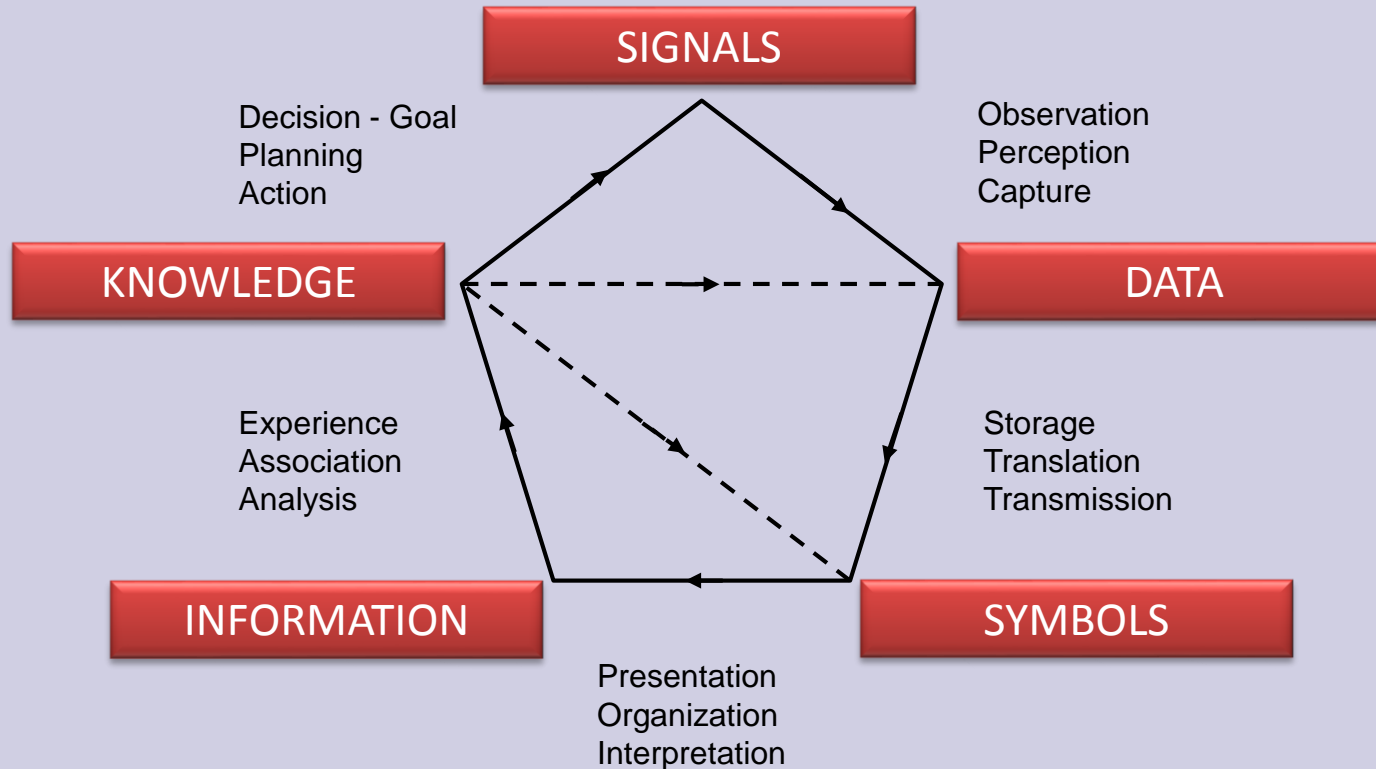 SIGNALS
Decision - Goal
Planning
Action
Observation
Perception
Capture
KNOWLEDGE
DATA
Experience
Association
Analysis
Storage
Translation
Transmission
INFORMATION
SYMBOLS
Presentation
Organization
Interpretation